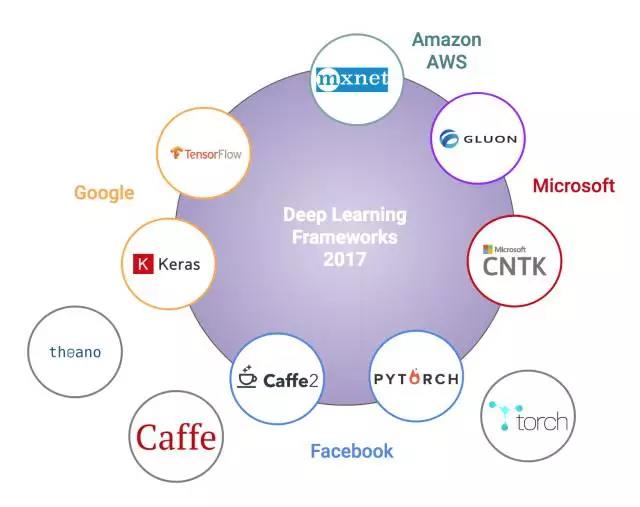 Amazon
AWS
mxnet
GLUON
TensorFlow
Google
Microsoft
Deep Learning
Frameworks
2017
K Keras
Microsoft
CNTK
theano
Caffe2
PYTORCH
Caffe
torch
Facebook